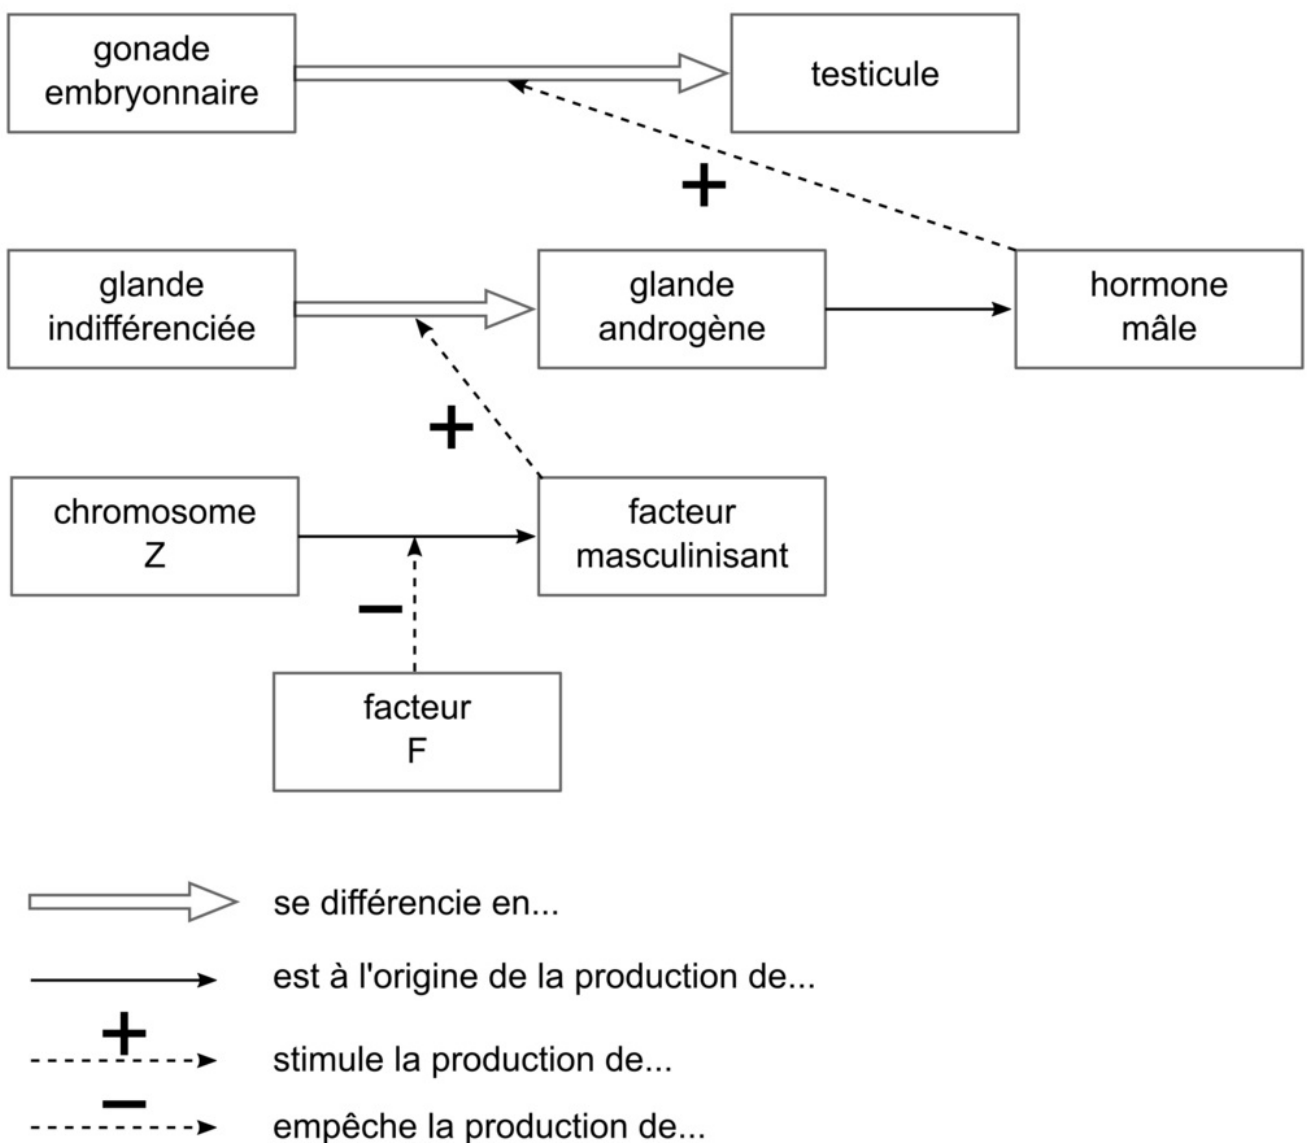 gonade
embryonnaire
testicule
+
glande
indifférenciée
glande
androgène
hormone
mâle
+
chromosome
Z
facteur
masculinisant
−
facteur
F
se différencie en...
est à l'origine de la production de...
+
stimule la production de...
−
empêche la production de...